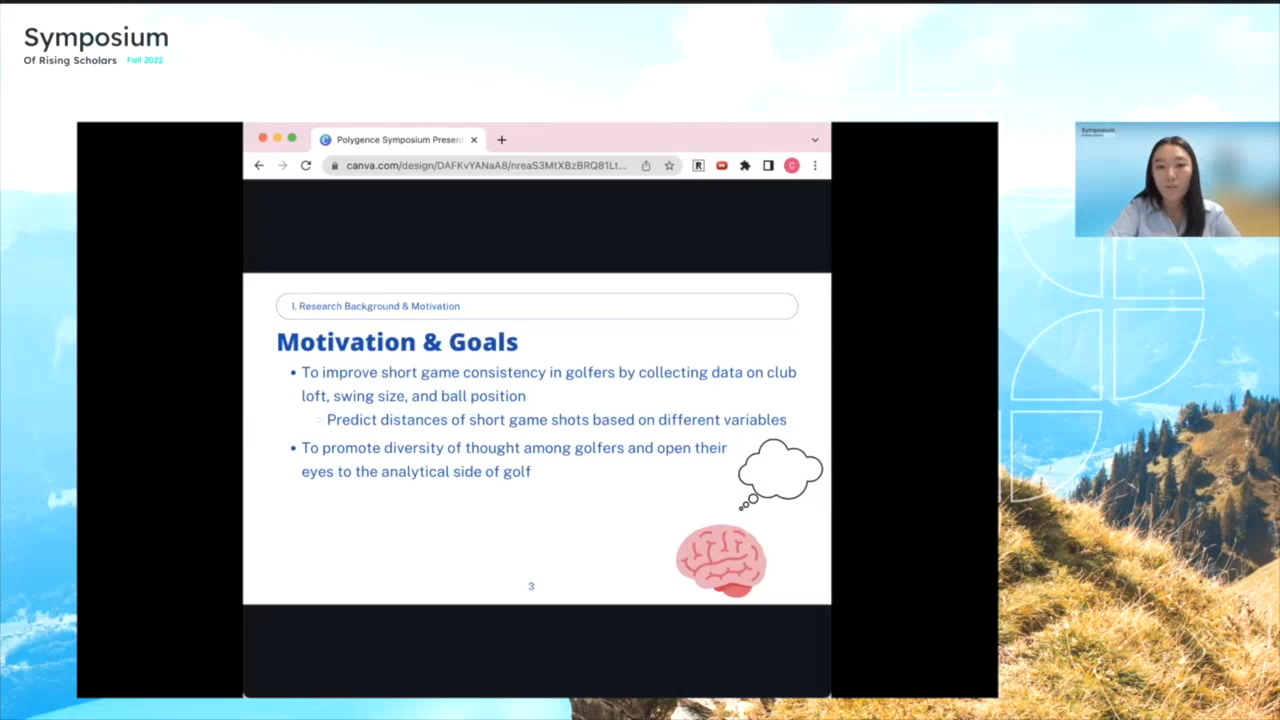 Symposium
Of Rising Scholars Fall 2022
Polygence Symposium Presen
canva.com/design/DAFKvYANaA8/nreaS3MtXBzBRQ81Lt...
R
C
Symposium
I. Research Background & Motivation
Motivation & Goals
• To improve short game consistency in golfers by collecting data on club
loft, swing size, and ball position
○ Predict distances of short game shots based on different variables
• To promote diversity of thought among golfers and open their
eyes to the analytical side of golf
3